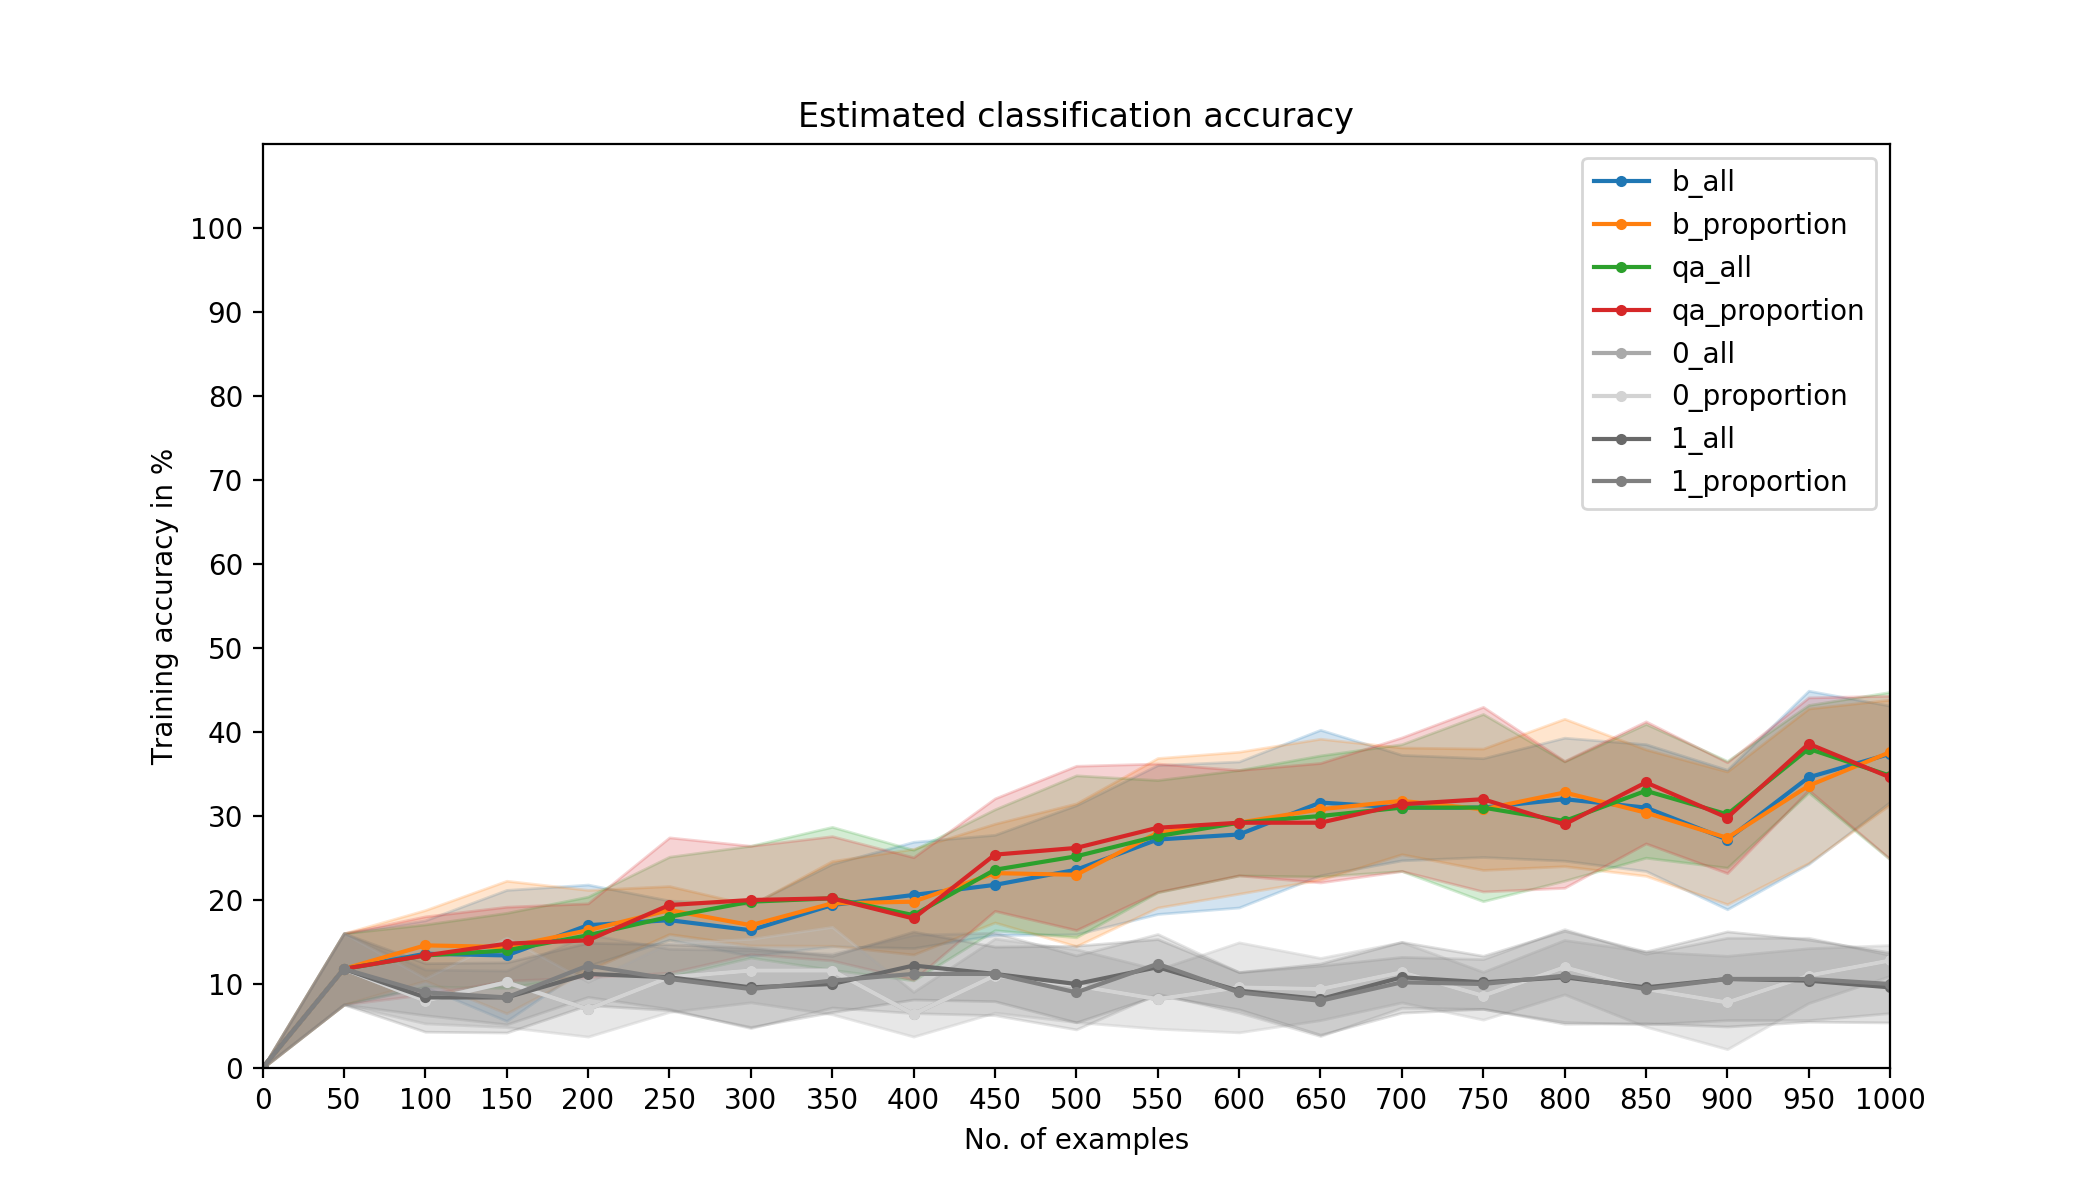 Estimated classification accuracy
b_all
b_proportion
qa_all
qa_proportion
0_all
0_proportion
1_all
1_proportion
Training accuracy in %
100
90
80
70
60
50
40
30
20
10
0
0 50 100 150 200 250 300 350 400 450 500 550 600 650 700 750 800 850 900 950 1000
No. of examples